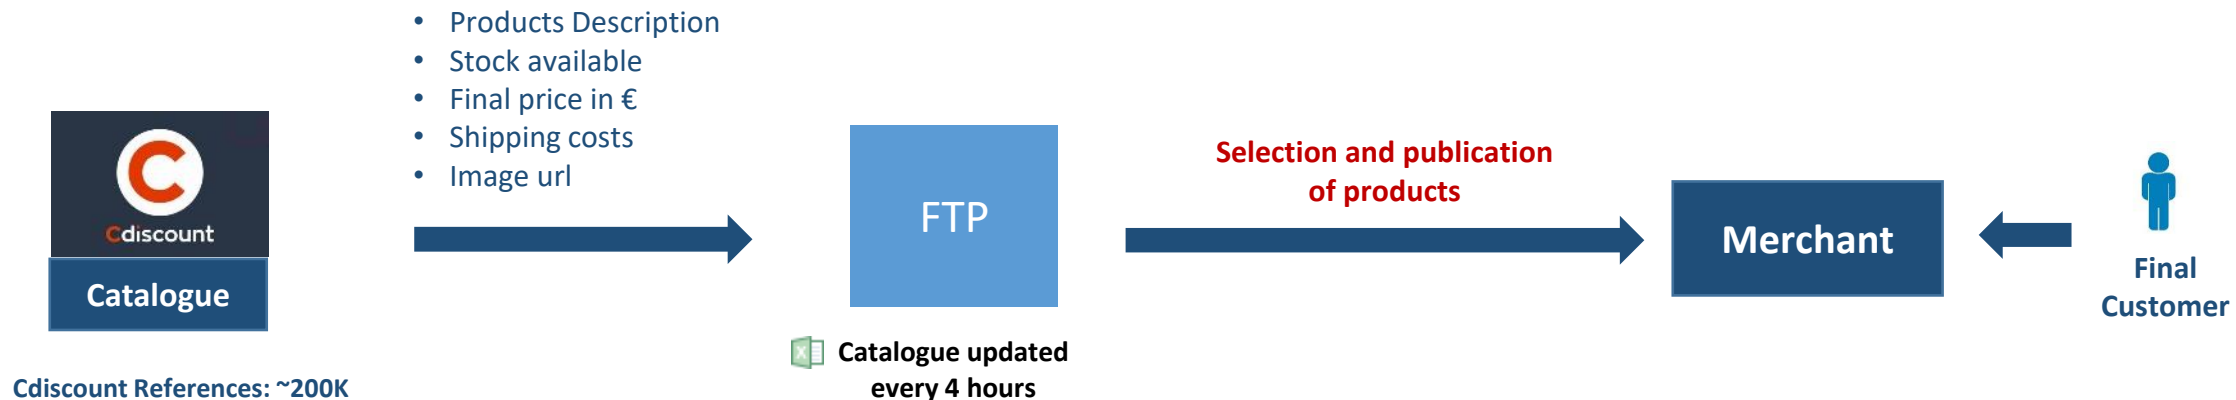 • Products Description
• Stock available
• Final price in €
• Shipping costs
• Image url
C
Cdiscount
Catalogue
Cdiscount References: ~200K
FTP
Catalogue updated
every 4 hours
Selection and publication
of products
Merchant
Final
Customer